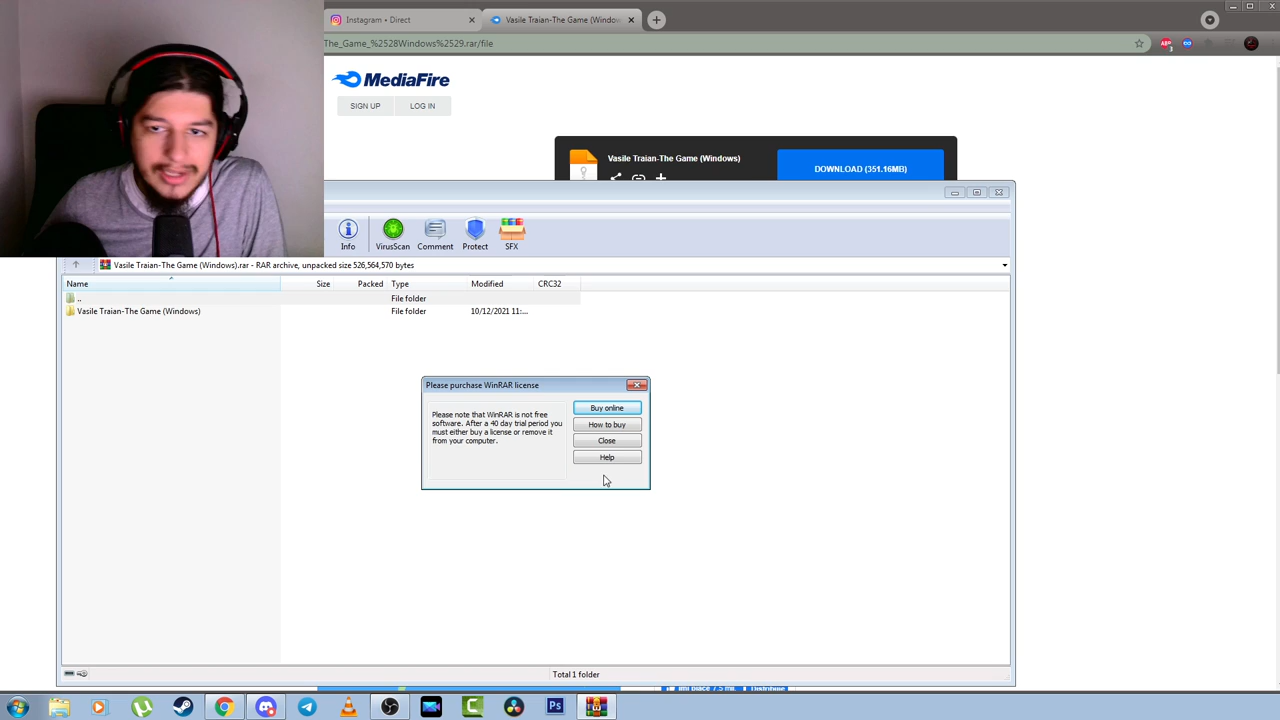 Instagram • Direct
Vasile Traian-The Game (Windo
The_Game_%2528Windows%2529.rar/file
MediaFire
SIGN UP
LOG IN
Vasile Traian-The Game (Windows)
DOWNLOAD (351.16MB)
Info
VirusScan
Comment
Protect
SFX
Vasile Traian-The Game (Windows).rar - RAR archive, unpacked size 526,564,570 bytes
Name
Size
Packed
Type
Modified
CRC32
..
File folder
Vasile Traian-The Game (Windows)
File folder
10/12/2021 11:...
Please purchase WinRAR license
Please note that WinRAR is not free
software. After a 40 day trial period you
must either buy a license or remove it
from your computer.
Buy online
How to buy
Close
Help
Total 1 folder
Ps